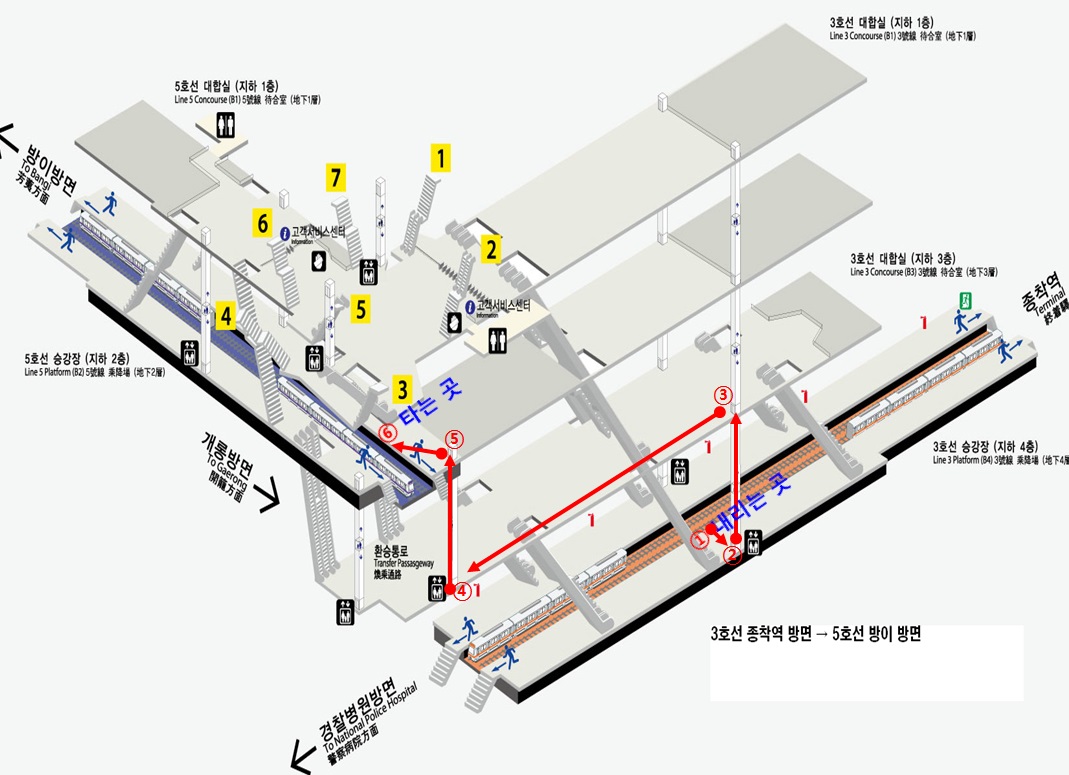 3호선 대합실 (지하 1층)
Line 3 Concourse (B1) 3號線 待合室 (地下1層)
5호선 대합실 (지하 1층)
Line 5 Concourse (B1) 5號線 待合室 (地下1層)
방이방면
To Bangi
芳荑方面
1
7
6
고객서비스센터
Information
2
고객서비스센터
Information
5
4
3
3호선 대합실 (지하 3층)
Line 3 Concourse (B3) 3號線 待合室 (地下3層)
종착역
Terminal
終着驛
5호선 승강장 (지하 2층)
Line 5 Platform (B2) 5號線 乘降場 (地下2層)
타는 곳
⑥
⑤
③
개롱방면
To Gaerong
開籠方面
3호선 승강장 (지하 4층)
Line 3 Platform (B4) 3號線 乘降場 (地下4層
내리는 곳
①
②
환승통로
Transfer Passageway
④
3호선 종착역 방면 → 5호선 방이 방면
경찰병원방면
To National Police Hospital
警察病院方面